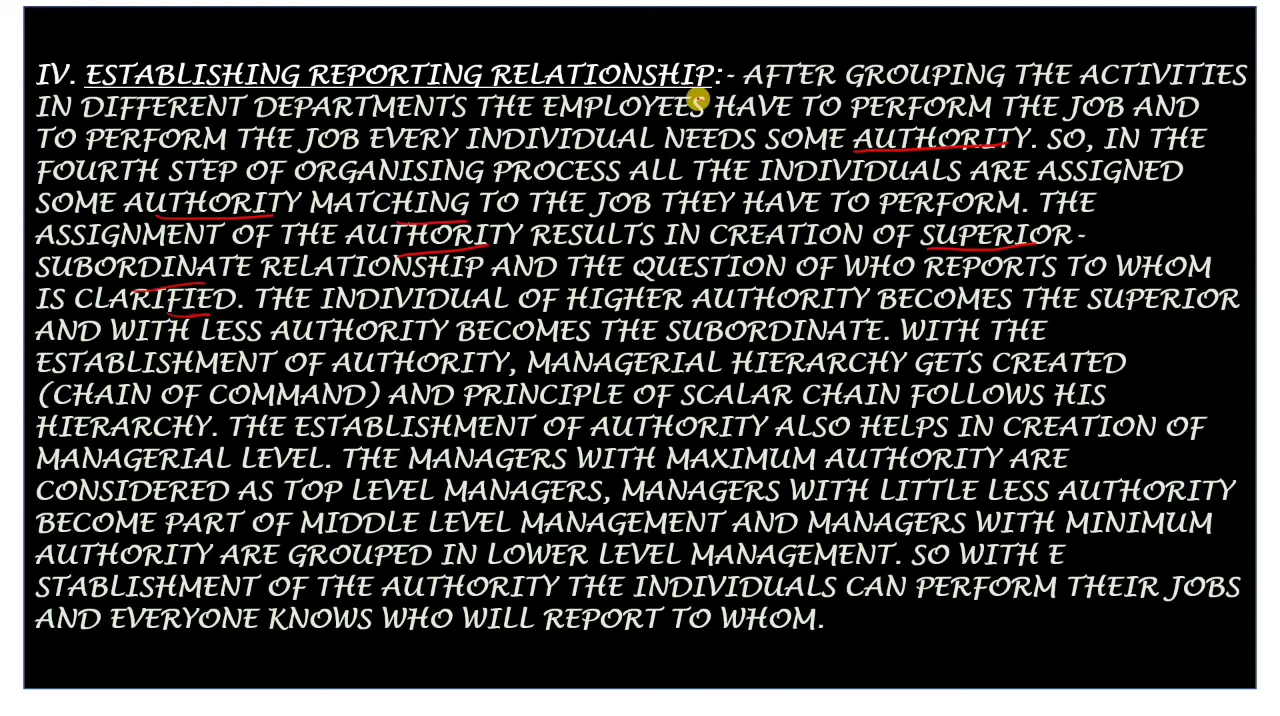 IV. ESTABLISHING REPORTING RELATIONSHIP:- AFTER GROUPING THE ACTIVITIES
IN DIFFERENT DEPARTMENTS THE EMPLOYEES HAVE TO PERFORM THE JOB AND
TO PERFORM THE JOB EVERY INDIVIDUAL NEEDS SOME AUTHORITY. SO, IN THE
FOURTH STEP OF ORGANISING PROCESS ALL THE INDIVIDUALS ARE ASSIGNED
SOME AUTHORITY MATCHING TO THE JOB THEY HAVE TO PERFORM. THE
ASSIGNMENT OF THE AUTHORITY RESULTS IN CREATION OF SUPERIOR-
SUBORDINATE RELATIONSHIP AND THE QUESTION OF WHO REPORTS TO WHOM
IS CLARIFIED. THE INDIVIDUAL OF HIGHER AUTHORITY BECOMES THE SUPERIOR
AND WITH LESS AUTHORITY BECOMES THE SUBORDINATE. WITH THE
ESTABLISHMENT OF AUTHORITY, MANAGERIAL HIERARCHY GETS CREATED
(CHAIN OF COMMAND) AND PRINCIPLE OF SCALAR CHAIN FOLLOWS HIS
HIERARCHY. THE ESTABLISHMENT OF AUTHORITY ALSO HELPS IN CREATION OF
MANAGERIAL LEVEL. THE MANAGERS WITH MAXIMUM AUTHORITY ARE
CONSIDERED AS TOP LEVEL MANAGERS, MANAGERS WITH LITTLE LESS AUTHORITY
BECOME PART OF MIDDLE LEVEL MANAGEMENT AND MANAGERS WITH MINIMUM
AUTHORITY ARE GROUPED IN LOWER LEVEL MANAGEMENT. SO WITH E
STABLISHMENT OF THE AUTHORITY THE INDIVIDUALS CAN PERFORM THEIR JOBS
AND EVERYONE KNOWS WHO WILL REPORT TO WHOM.